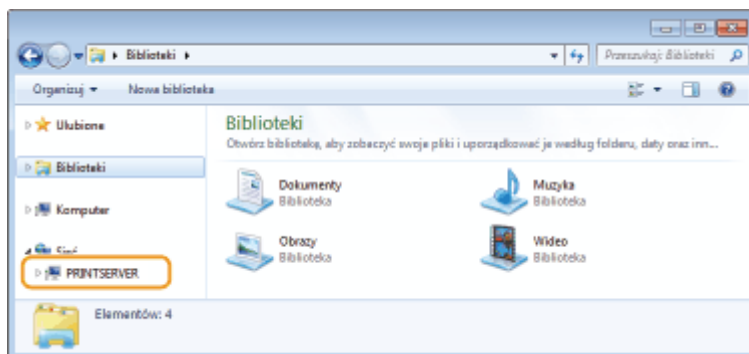 Biblioteki
Przeszukaj: Biblioteki
Organizuj
Nowa biblioteka
Ulubione
Biblioteki
Komputer
Sieć
PRINTSERVER
Biblioteki
Otwórz bibliotekę, aby zobaczyć swoje pliki i uporządkować je według folderu, daty oraz inn...
Dokumenty
Biblioteka
Muzyka
Biblioteka
Obrazy
Biblioteka
Wideo
Biblioteka
Elementów: 4